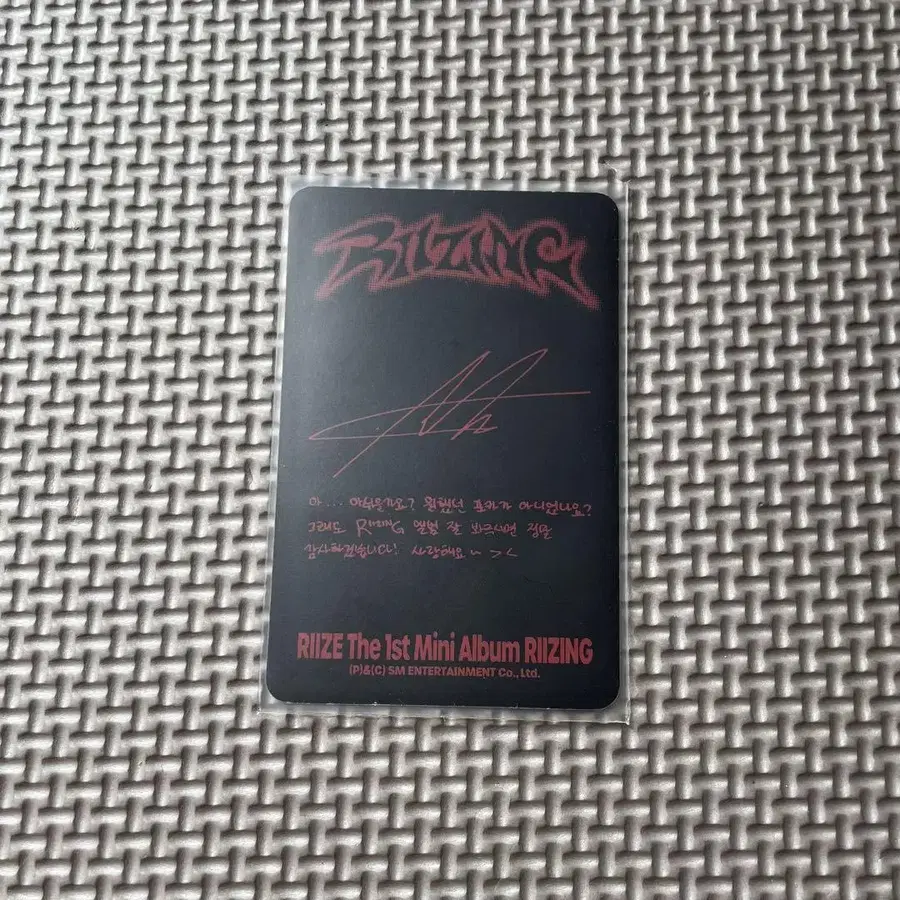 RIIZING
아... 아쉬운가요? 원했던 포카가 아니었나요?
그래도 RIIZING 앨범 잘 봐주시면 정말
감사하겠습니다! 사랑해요~ ><
RIIZE The 1st Mini Album RIIZING
(P)&(C) SM ENTERTAINMENT Co., Ltd.